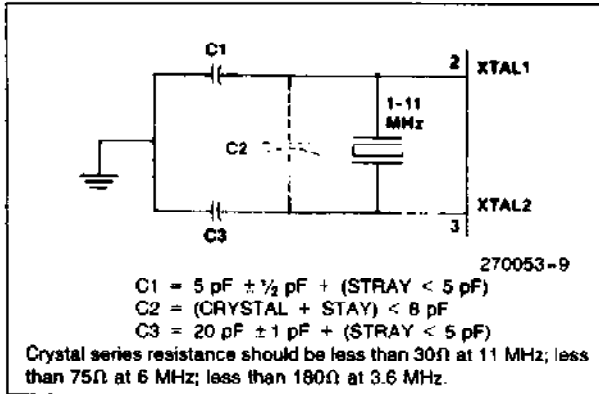 C1
2 XTAL1
1-11
MHz
C2
XTAL2
3
C3
270053-9
C1 = 5 pF ± ½ pF + (STRAY < 5 pF)
C2 = (CRYSTAL + STAY) < 8 pF
C3 = 20 pF ± 1 pF + (STRAY < 5 pF)
Crystal series resistance should be less than 30Ω at 11 MHz; less
than 75Ω at 6 MHz; less than 180Ω at 3.6 MHz.